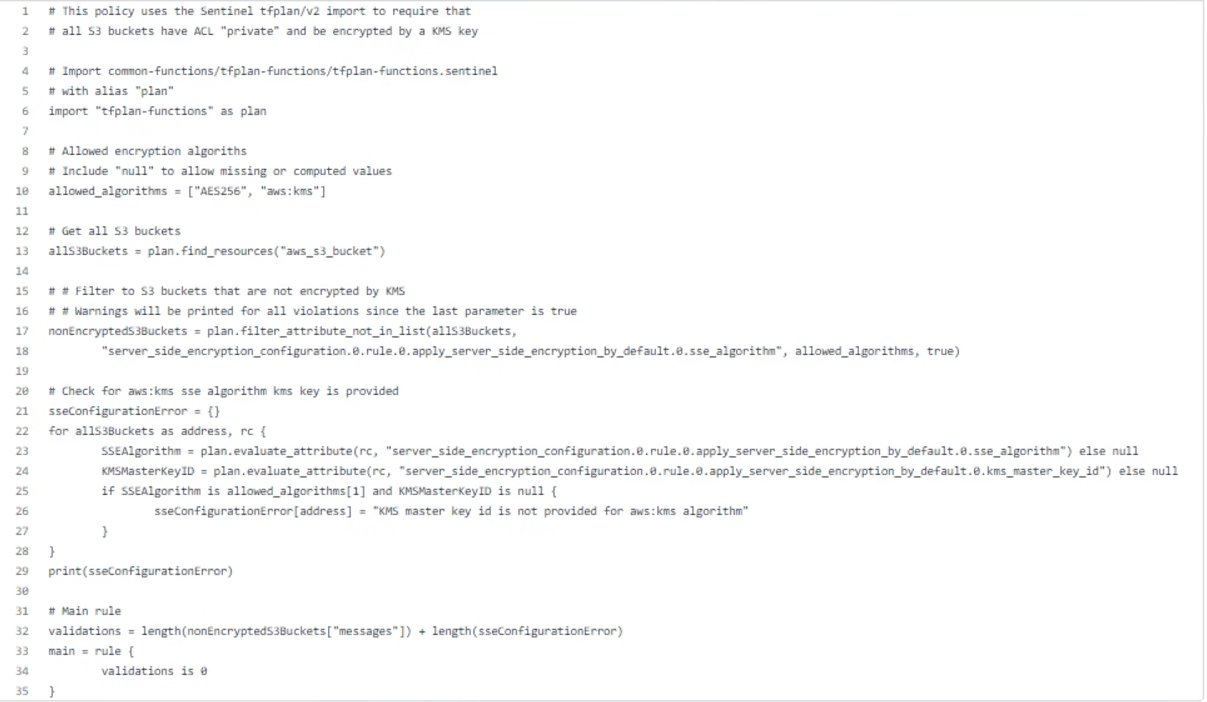 1 # This policy uses the Sentinel tfplan/v2 import to require that
2 # all S3 buckets have ACL "private" and be encrypted by a KMS key
3
4 # Import common-functions/tfplan-functions/tfplan-functions.sentinel
5 # with alias "plan"
6 import "tfplan-functions" as plan
7
8 # Allowed encryption algoriths
9 # Include "null" to allow missing or computed values
10 allowed_algorithms = ["AES256", "aws:kms"]
11
12 # Get all S3 buckets
13 allS3Buckets = plan.find_resources("aws_s3_bucket")
14
15 # # Filter to S3 buckets that are not encrypted by KMS
16 # # Warnings will be printed for all violations since the last parameter is true
17 nonEncryptedS3Buckets = plan.filter_attribute_not_in_list(allS3Buckets,
18 "server_side_encryption_configuration.0.rule.0.apply_server_side_encryption_by_default.0.sse_algorithm", allowed_algorithms, true)
19
20 # Check for aws:kms sse algorithm kms key is provided
21 sseConfigurationError = {}
22 for allS3Buckets as address, rc {
23 SSEAlgorithm = plan.evaluate_attribute(rc, "server_side_encryption_configuration.0.rule.0.apply_server_side_encryption_by_default.0.sse_algorithm") else null
24 KMSMasterKeyID = plan.evaluate_attribute(rc, "server_side_encryption_configuration.0.rule.0.apply_server_side_encryption_by_default.0.kms_master_key_id") else null
25 if SSEAlgorithm is allowed_algorithms[1] and KMSMasterKeyID is null {
26 sseConfigurationError[address] = "KMS master key id is not provided for aws:kms algorithm"
27 }
28 }
29 print(sseConfigurationError)
30
31 # Main rule
32 validations = length(nonEncryptedS3Buckets["messages"]) + length(sseConfigurationError)
33 main = rule {
34 validations is 0
35 }